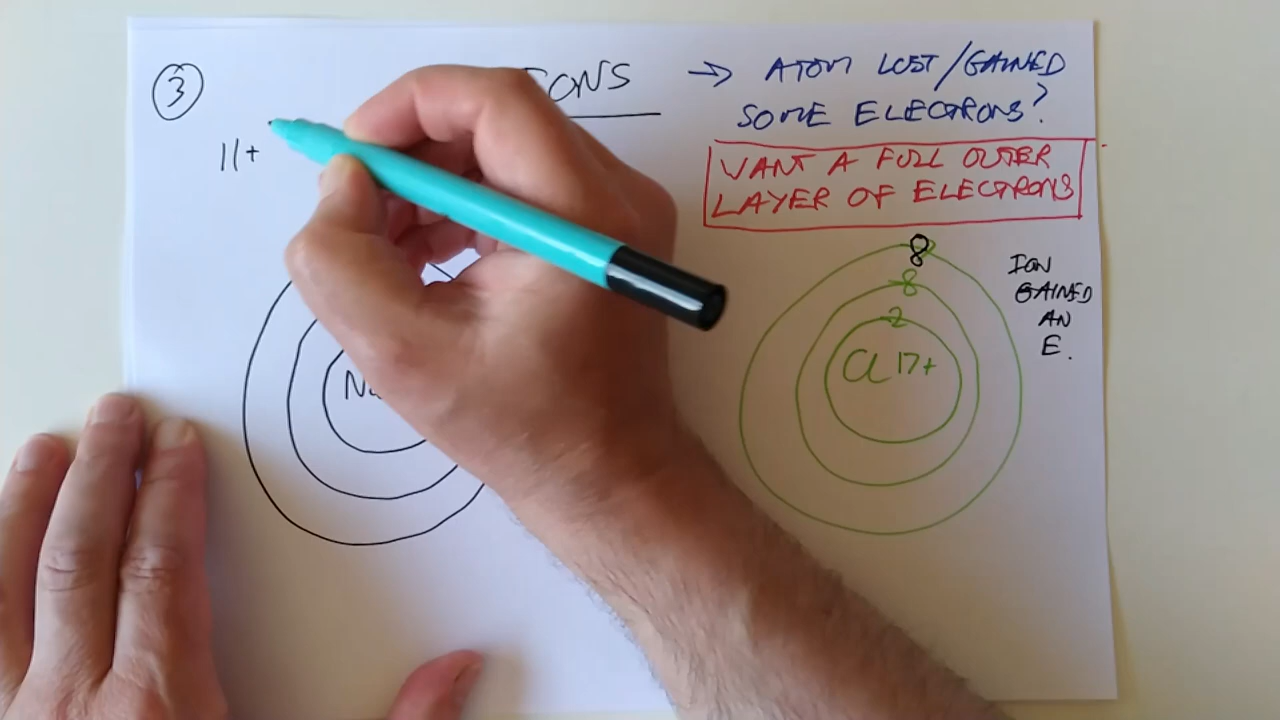 3
IONS
→ ATOM LOST/GAINED
SOME ELECTRONS?
WANT A FULL OUTER
LAYER OF ELECTRONS
11+
8
8
2
Cl 17+
ION
GAINED
AN
E.